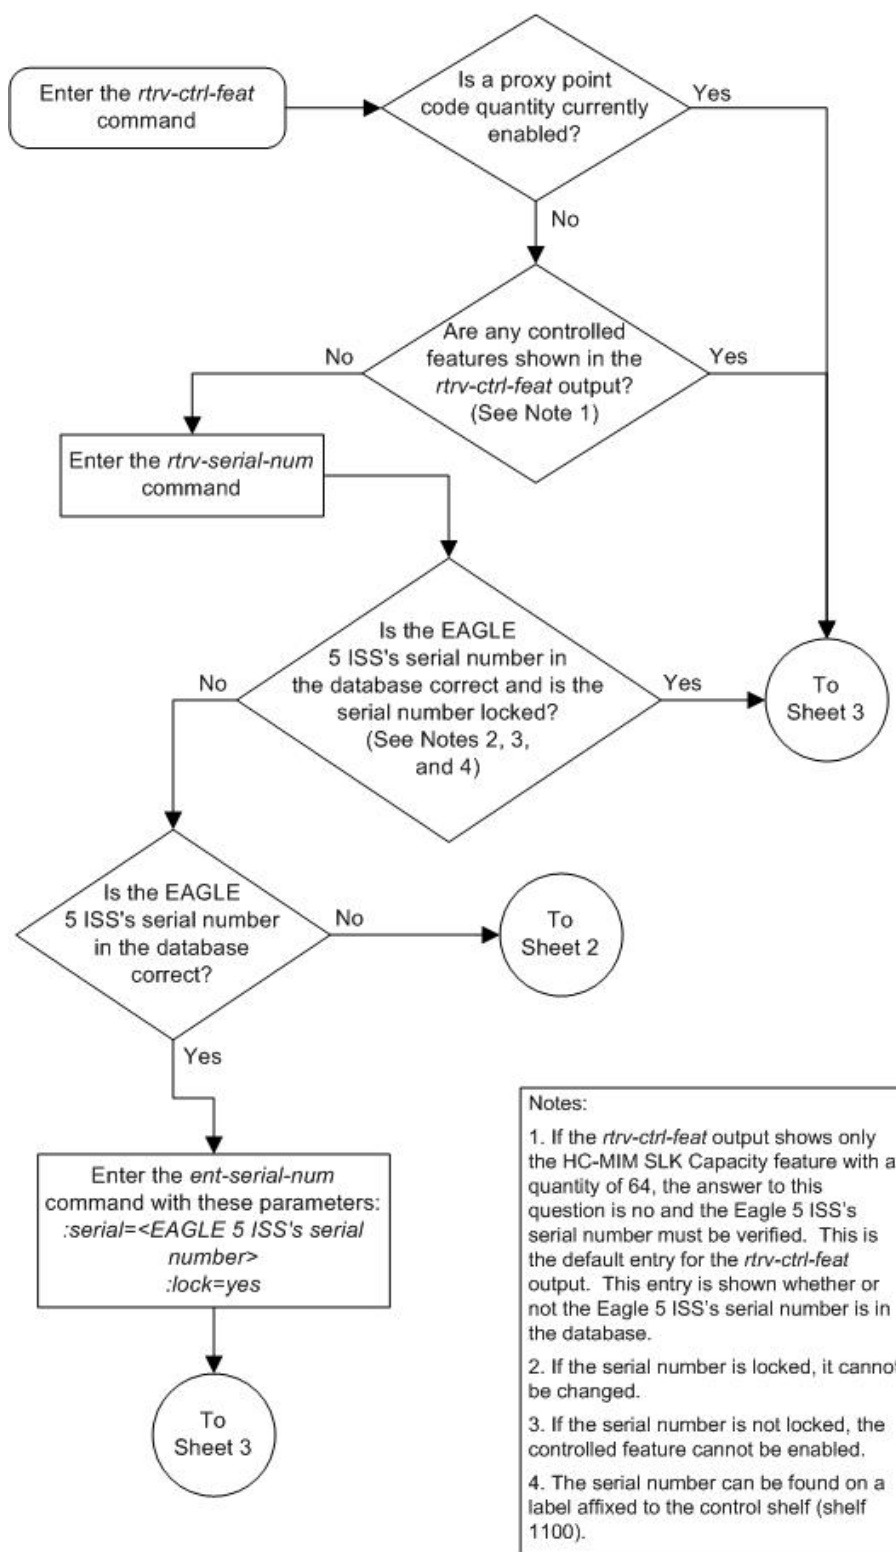 Enter the rtrv-ctrl-feat
command
Is a proxy point
code quantity currently
enabled?
Yes
No
Are any controlled
features shown in the
rtrv-ctrl-feat output?
(See Note 1)
No
Yes
Enter the rtrv-serial-num
command
Is the EAGLE
5 ISS's serial number in
the database correct and is the
serial number locked?
(See Notes 2, 3,
and 4)
No
Yes
To
Sheet 3
Is the EAGLE
5 ISS's serial number
in the database
correct?
No
To
Sheet 2
Yes
Enter the ent-serial-num
command with these parameters:
:serial=<EAGLE 5 ISS's serial
number>
:lock=yes
To
Sheet 3
Notes:
1. If the rtrv-ctrl-feat output shows only
the HC-MIM SLK Capacity feature with a
quantity of 64, the answer to this
question is no and the Eagle 5 ISS's
serial number must be verified. This is
the default entry for the rtrv-ctrl-feat
output. This entry is shown whether or
not the Eagle 5 ISS's serial number is in
the database.
2. If the serial number is locked, it cannot
be changed.
3. If the serial number is not locked, the
controlled feature cannot be enabled.
4. The serial number can be found on a
label affixed to the control shelf (shelf
1100).